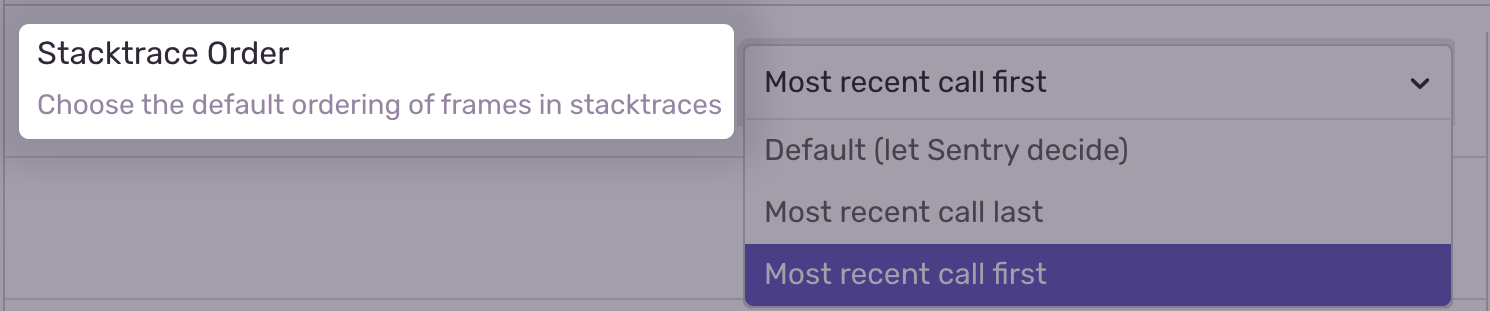 Stacktrace Order
Choose the default ordering of frames in stacktraces
Most recent call first
Default (let Sentry decide)
Most recent call last
Most recent call first